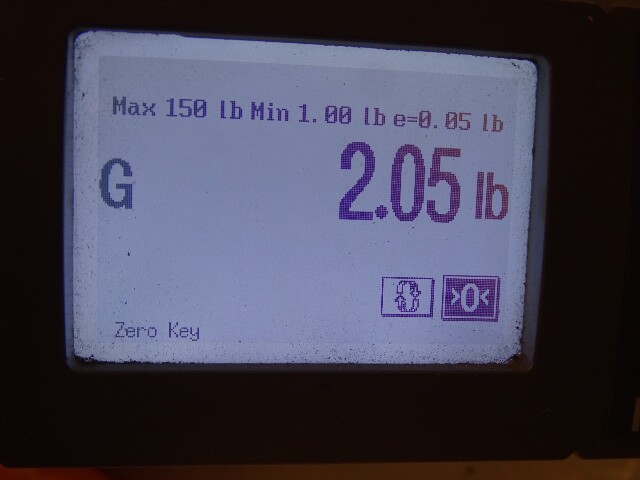 Max 150 lb Min 1.00 lb e=0.05 lb
G 2.05 lb
>0<
Zero Key